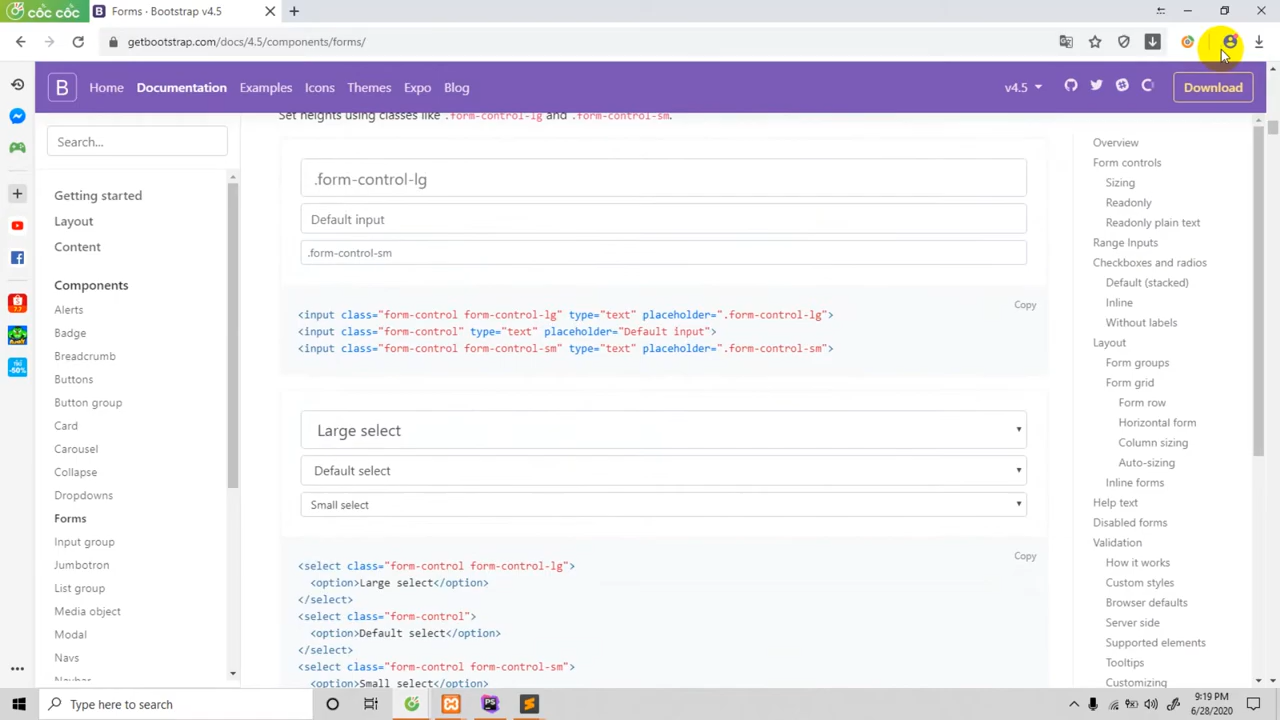 cốc cốc
B Forms · Bootstrap v4.5
getbootstrap.com/docs/4.5/components/forms/
B Home Documentation Examples Icons Themes Expo Blog v4.5 Download
Search...
Getting started
Layout
Content
Components
Alerts
Badge
Breadcrumb
Buttons
Button group
Card
Carousel
Collapse
Dropdowns
Forms
Input group
Jumbotron
List group
Media object
Modal
Navs
Navbar
Set heights using classes like .form-control-lg and .form-control-sm.
.form-control-lg
Default input
.form-control-sm
Copy
<input class="form-control form-control-lg" type="text" placeholder=".form-control-lg">
<input class="form-control" type="text" placeholder="Default input">
<input class="form-control form-control-sm" type="text" placeholder=".form-control-sm">
Large select
Default select
Small select
Copy
<select class="form-control form-control-lg">
<option>Large select</option>
</select>
<select class="form-control">
<option>Default select</option>
</select>
<select class="form-control form-control-sm">
<option>Small select</option>
Overview
Form controls
Sizing
Readonly
Readonly plain text
Range Inputs
Checkboxes and radios
Default (stacked)
Inline
Without labels
Layout
Form groups
Form grid
Form row
Horizontal form
Column sizing
Auto-sizing
Inline forms
Help text
Disabled forms
Validation
How it works
Custom styles
Browser defaults
Server side
Supported elements
Tooltips
Customizing
Type here to search
PS
9:19 PM
6/28/2020